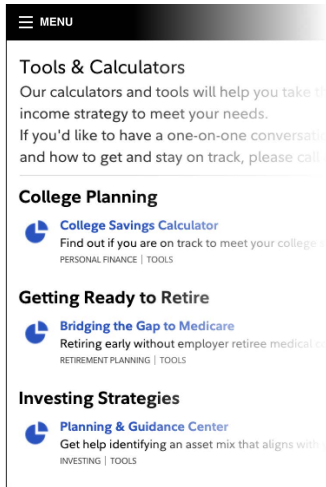 MENU
Tools & Calculators
Our calculators and tools will help you take
income strategy to meet your needs.
If you'd like to have a one-on-one
and how to get and stay on track, please call
College Planning
College Savings Calculator
Find out if you are on track to meet your college
PERSONAL FINANCE | TOOLS
Getting Ready to Retire
Bridging the Gap to Medicare
Retiring early without employer retiree medical
RETIREMENT PLANNING | TOOLS
Investing Strategies
Planning & Guidance Center
Get help identifying an asset mix that aligns with
INVESTING | TOOLS